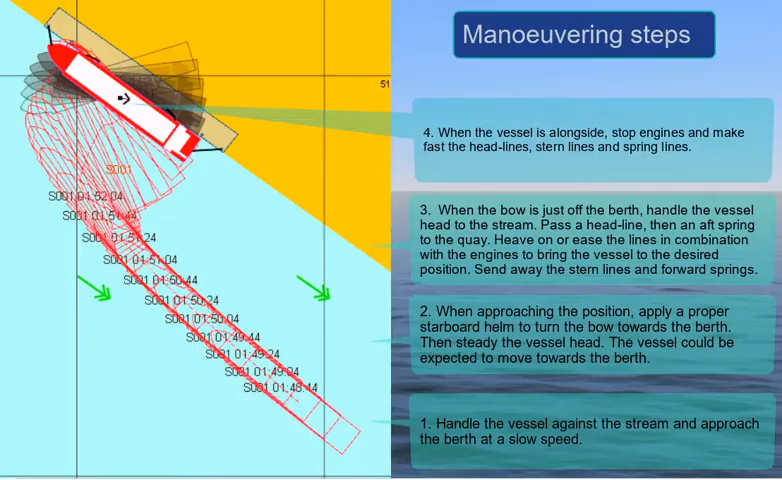 Manoeuvering steps
51
4. When the vessel is alongside, stop engines and make
fast the head-lines, stern lines and spring lines.
3.  When the bow is just off the berth, handle the vessel
head to the stream. Pass a head-line, then an aft spring
to the quay. Heave on or ease the lines in combination
with the engines to bring the vessel to the desired
position. Send away the stern lines and forward springs.
2. When approaching the position, apply a proper
starboard helm to turn the bow towards the berth.
Then steady the vessel head. The vessel could be
expected to move towards the berth.
1. Handle the vessel against the stream and approach
the berth at a slow speed.
S001
S001 01:52:04
S001 01:51:44
S001 01:51:24
S001 01:51:04
S001 01:50:44
S001 01:50:24
S001 01:50:04
S001 01:49:44
S001 01:49:24
S001 01:49:04
S001 01:48:44